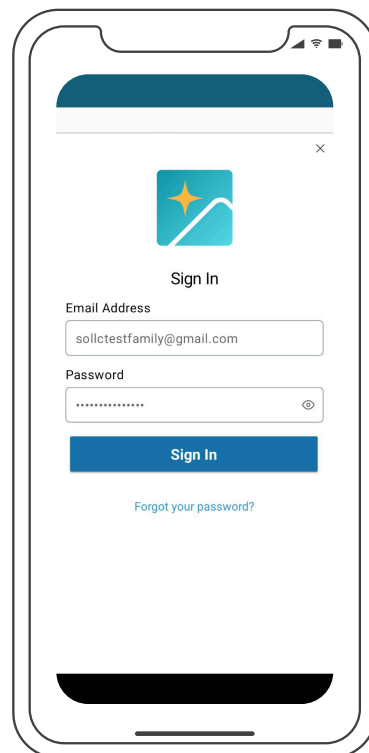 Sign In
Email Address
sollctestfamily@gmail.com
Password
•••••••••••••••
Sign In
Forgot your password?